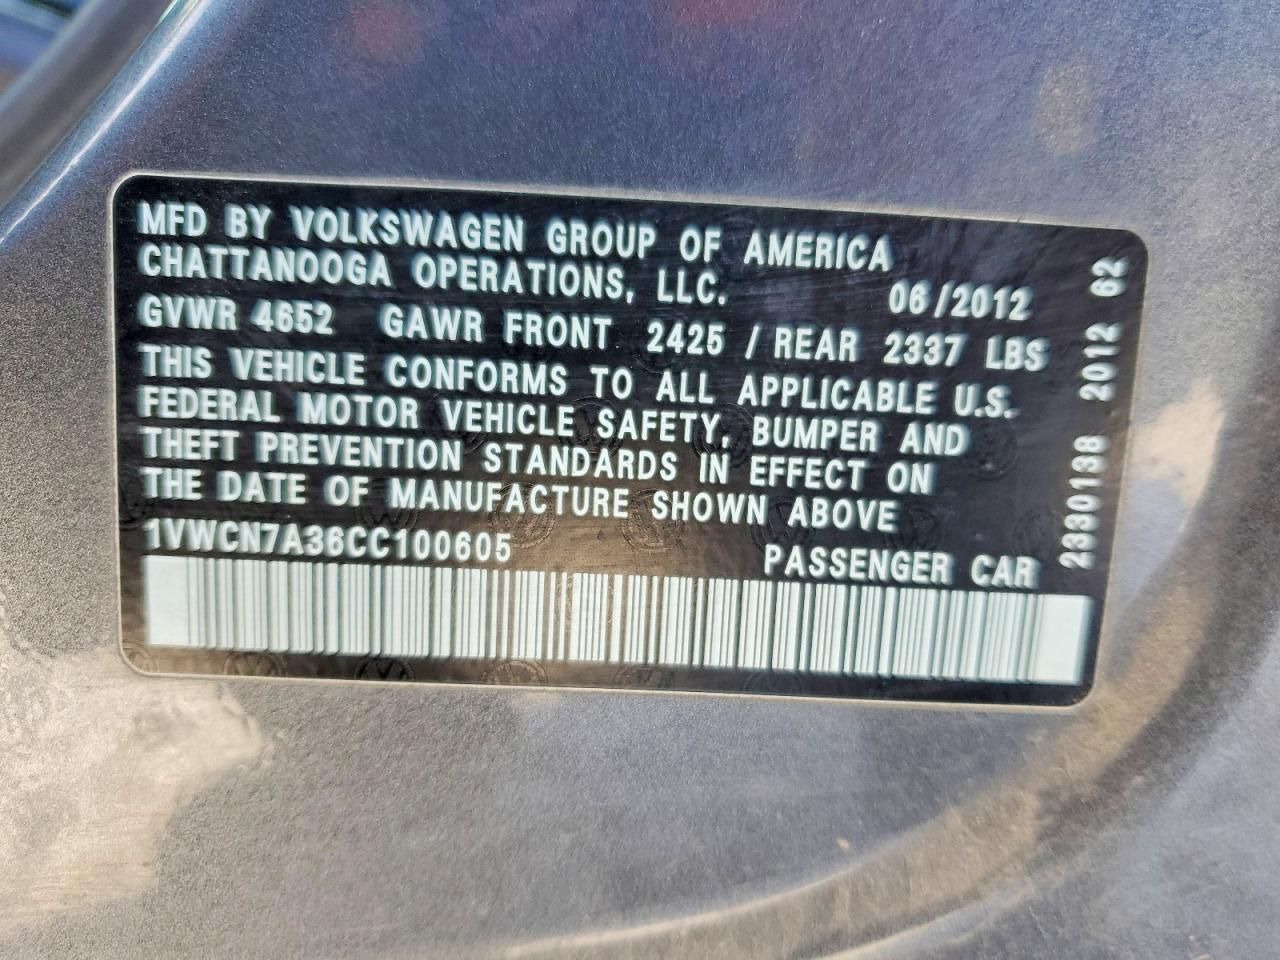 MFD BY VOLKSWAGEN GROUP OF AMERICA
CHATTANOOGA OPERATIONS, LLC. 06/2012
GVWR 4652 GAWR FRONT 2425 / REAR 2337 LBS
THIS VEHICLE CONFORMS TO ALL APPLICABLE U.S.
FEDERAL MOTOR VEHICLE SAFETY, BUMPER AND
THEFT PREVENTION STANDARDS IN EFFECT ON
THE DATE OF MANUFACTURE SHOWN ABOVE
1VWCN7A36CC100605 PASSENGER CAR
2330138 2012 62